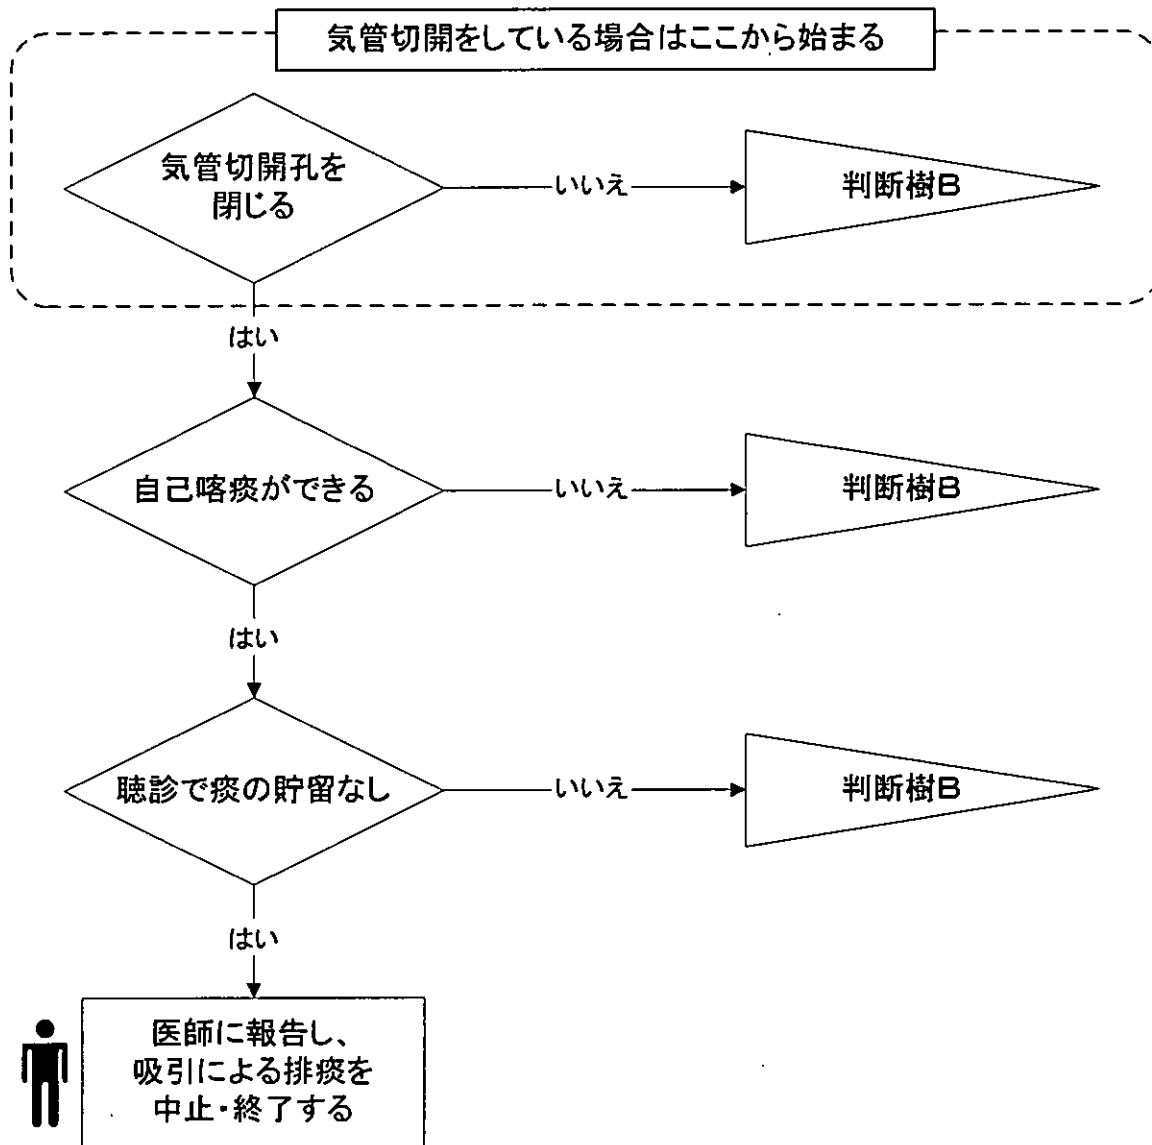 気管切開をしている場合はここから始まる
気管切開孔を
閉じる
いいえ
判断樹B
はい
自己喀痰ができる
いいえ
判断樹B
はい
聴診で痰の貯留なし
いいえ
判断樹B
はい
医師に報告し、
吸引による排痰を
中止・終了する